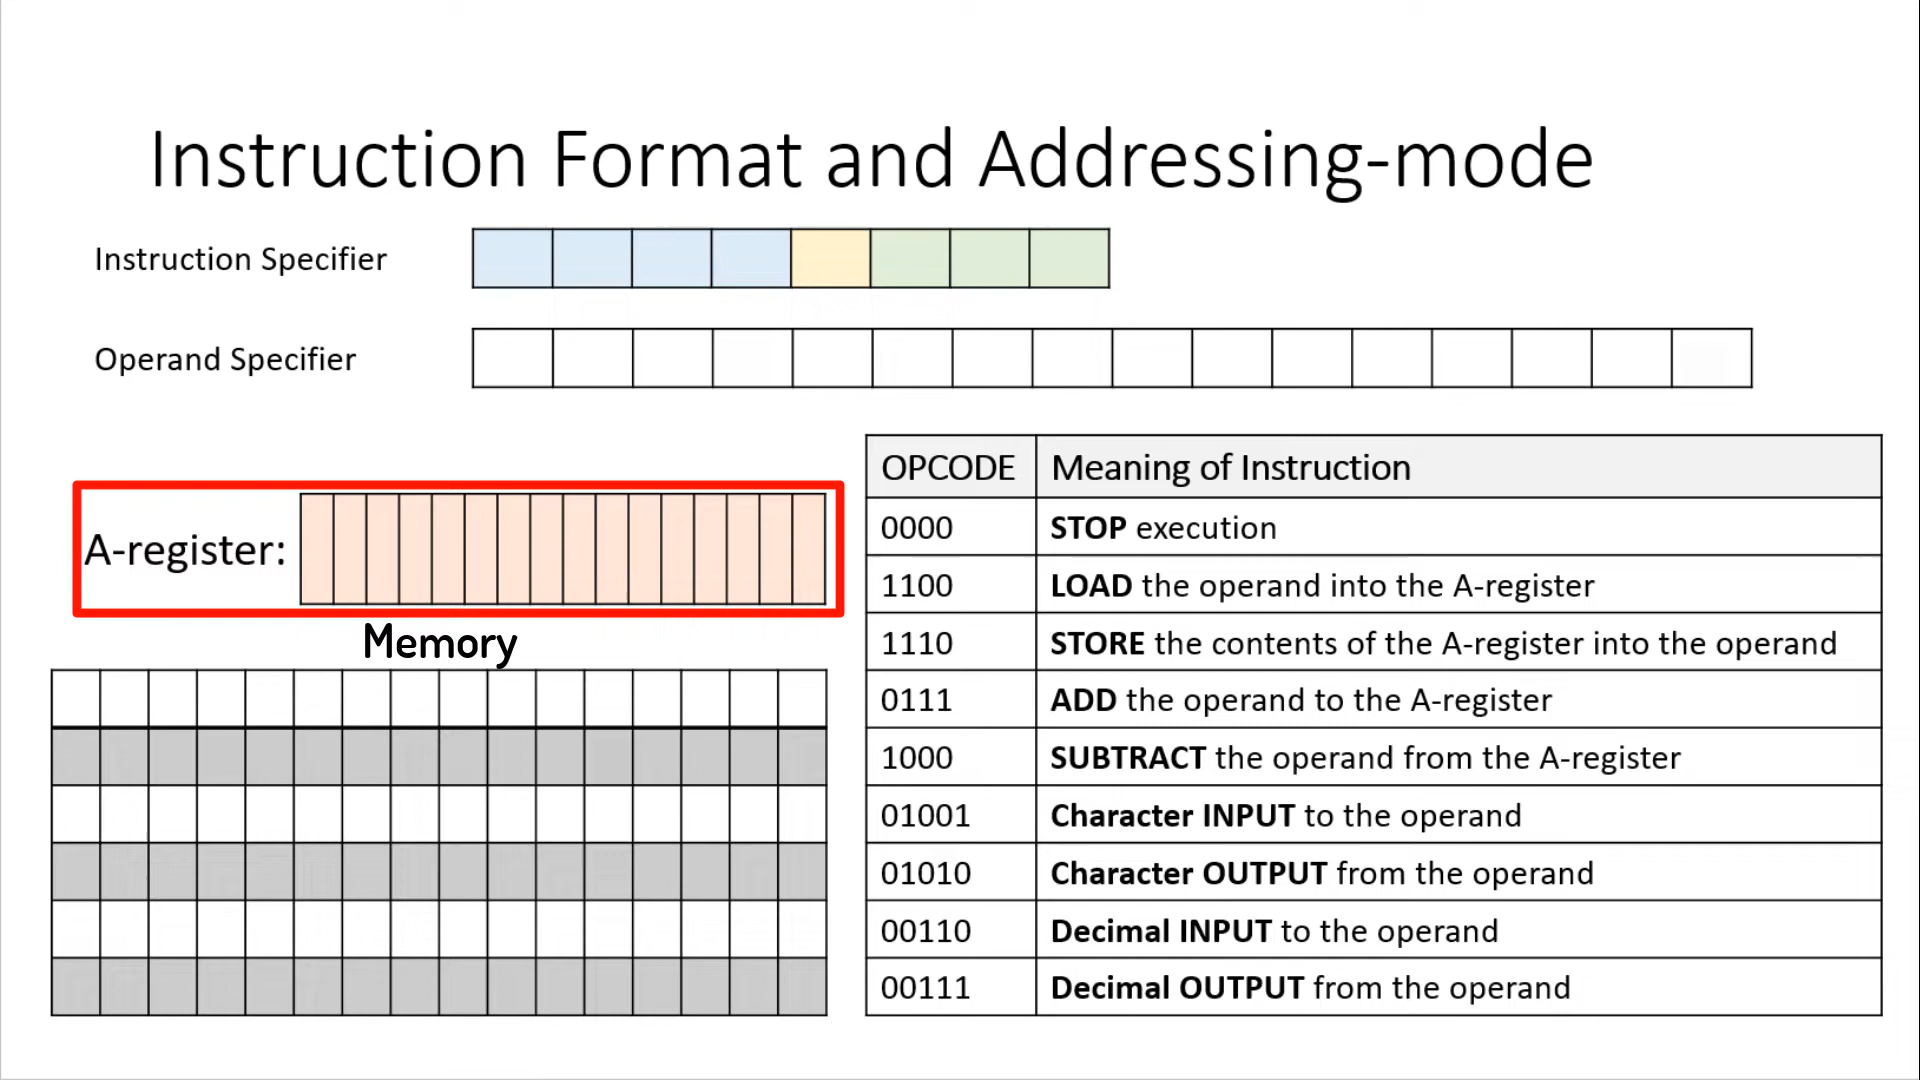 Instruction Format and Addressing-mode
Instruction Specifier
Operand Specifier
A-register:
Memory
OPCODE Meaning of Instruction
0000 STOP execution
1100 LOAD the operand into the A-register
1110 STORE the contents of the A-register into the operand
0111 ADD the operand to the A-register
1000 SUBTRACT the operand from the A-register
01001 Character INPUT to the operand
01010 Character OUTPUT from the operand
00110 Decimal INPUT to the operand
00111 Decimal OUTPUT from the operand